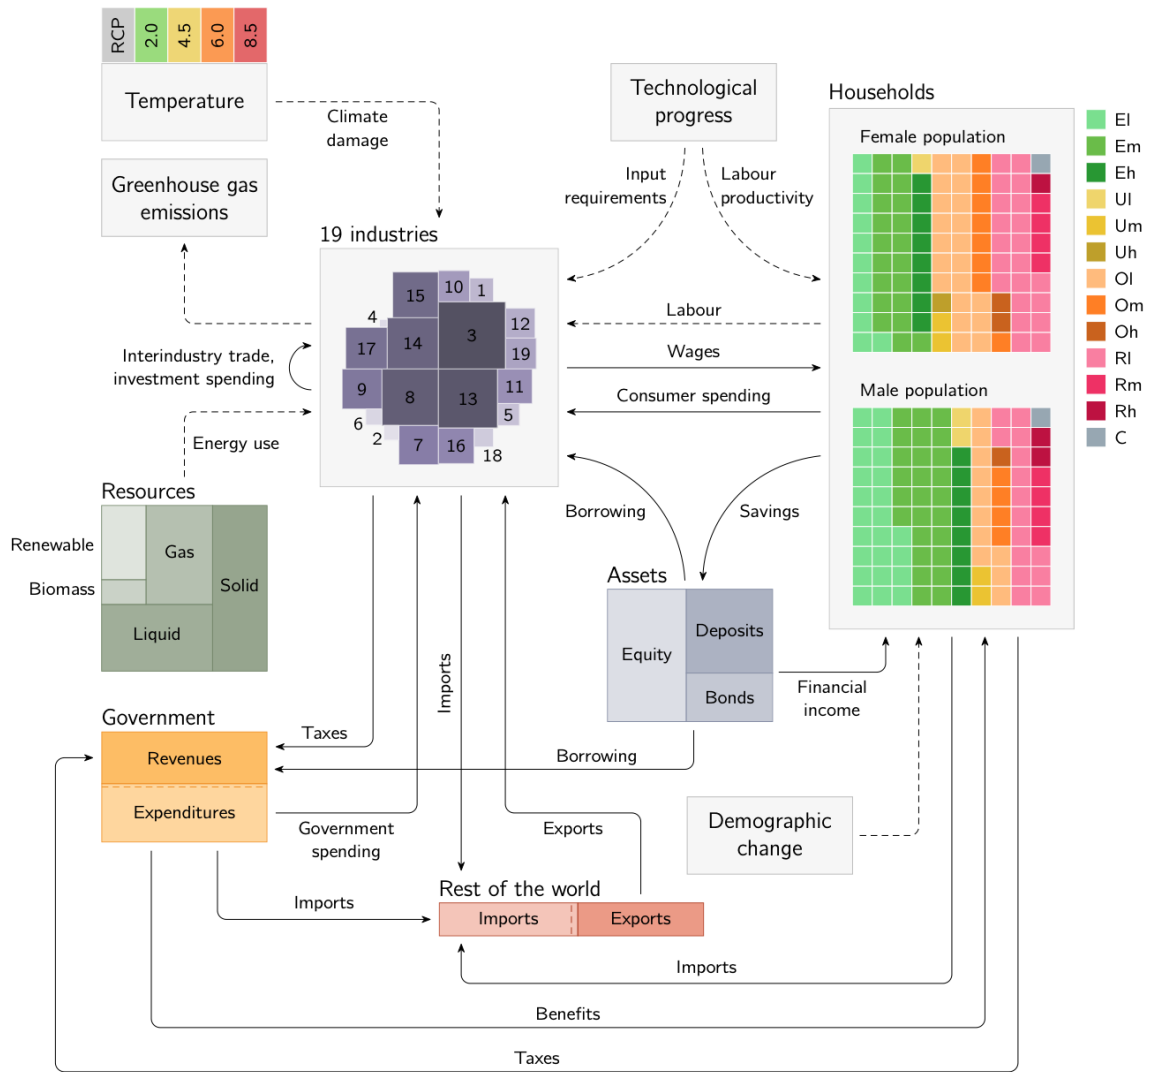 RCP
2.0
4.5
6.0
8.5
Temperature
Climate
damage
Greenhouse gas
emissions
Technological
progress
Input
requirements
Labour
productivity
Households
Female population
Male population
El
Em
Eh
Ul
Um
Uh
Ol
Om
Oh
Rl
Rm
Rh
C
19 industries
15
10
1
4
3
12
17
14
19
9
8
13
11
6
5
2
7
16
18
Interindustry trade,
investment spending
Labour
Wages
Consumer spending
Energy use
Resources
Renewable
Biomass
Gas
Solid
Liquid
Borrowing
Savings
Assets
Equity
Deposits
Bonds
Financial
income
Imports
Government
Revenues
Expenditures
Taxes
Borrowing
Government
spending
Exports
Demographic
change
Imports
Rest of the world
Imports
Exports
Imports
Benefits
Taxes